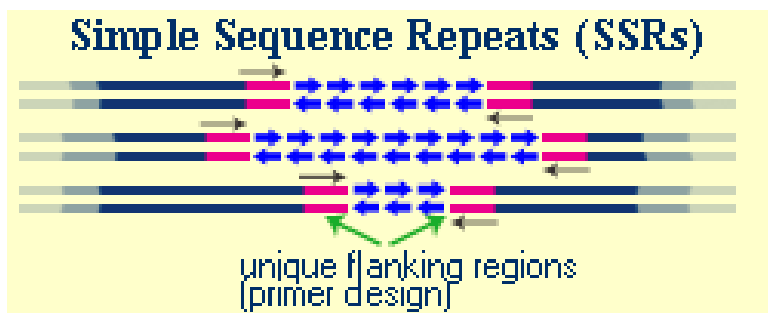 Simple Sequence Repeats (SSRs)
unique flanking regions
(primer design)